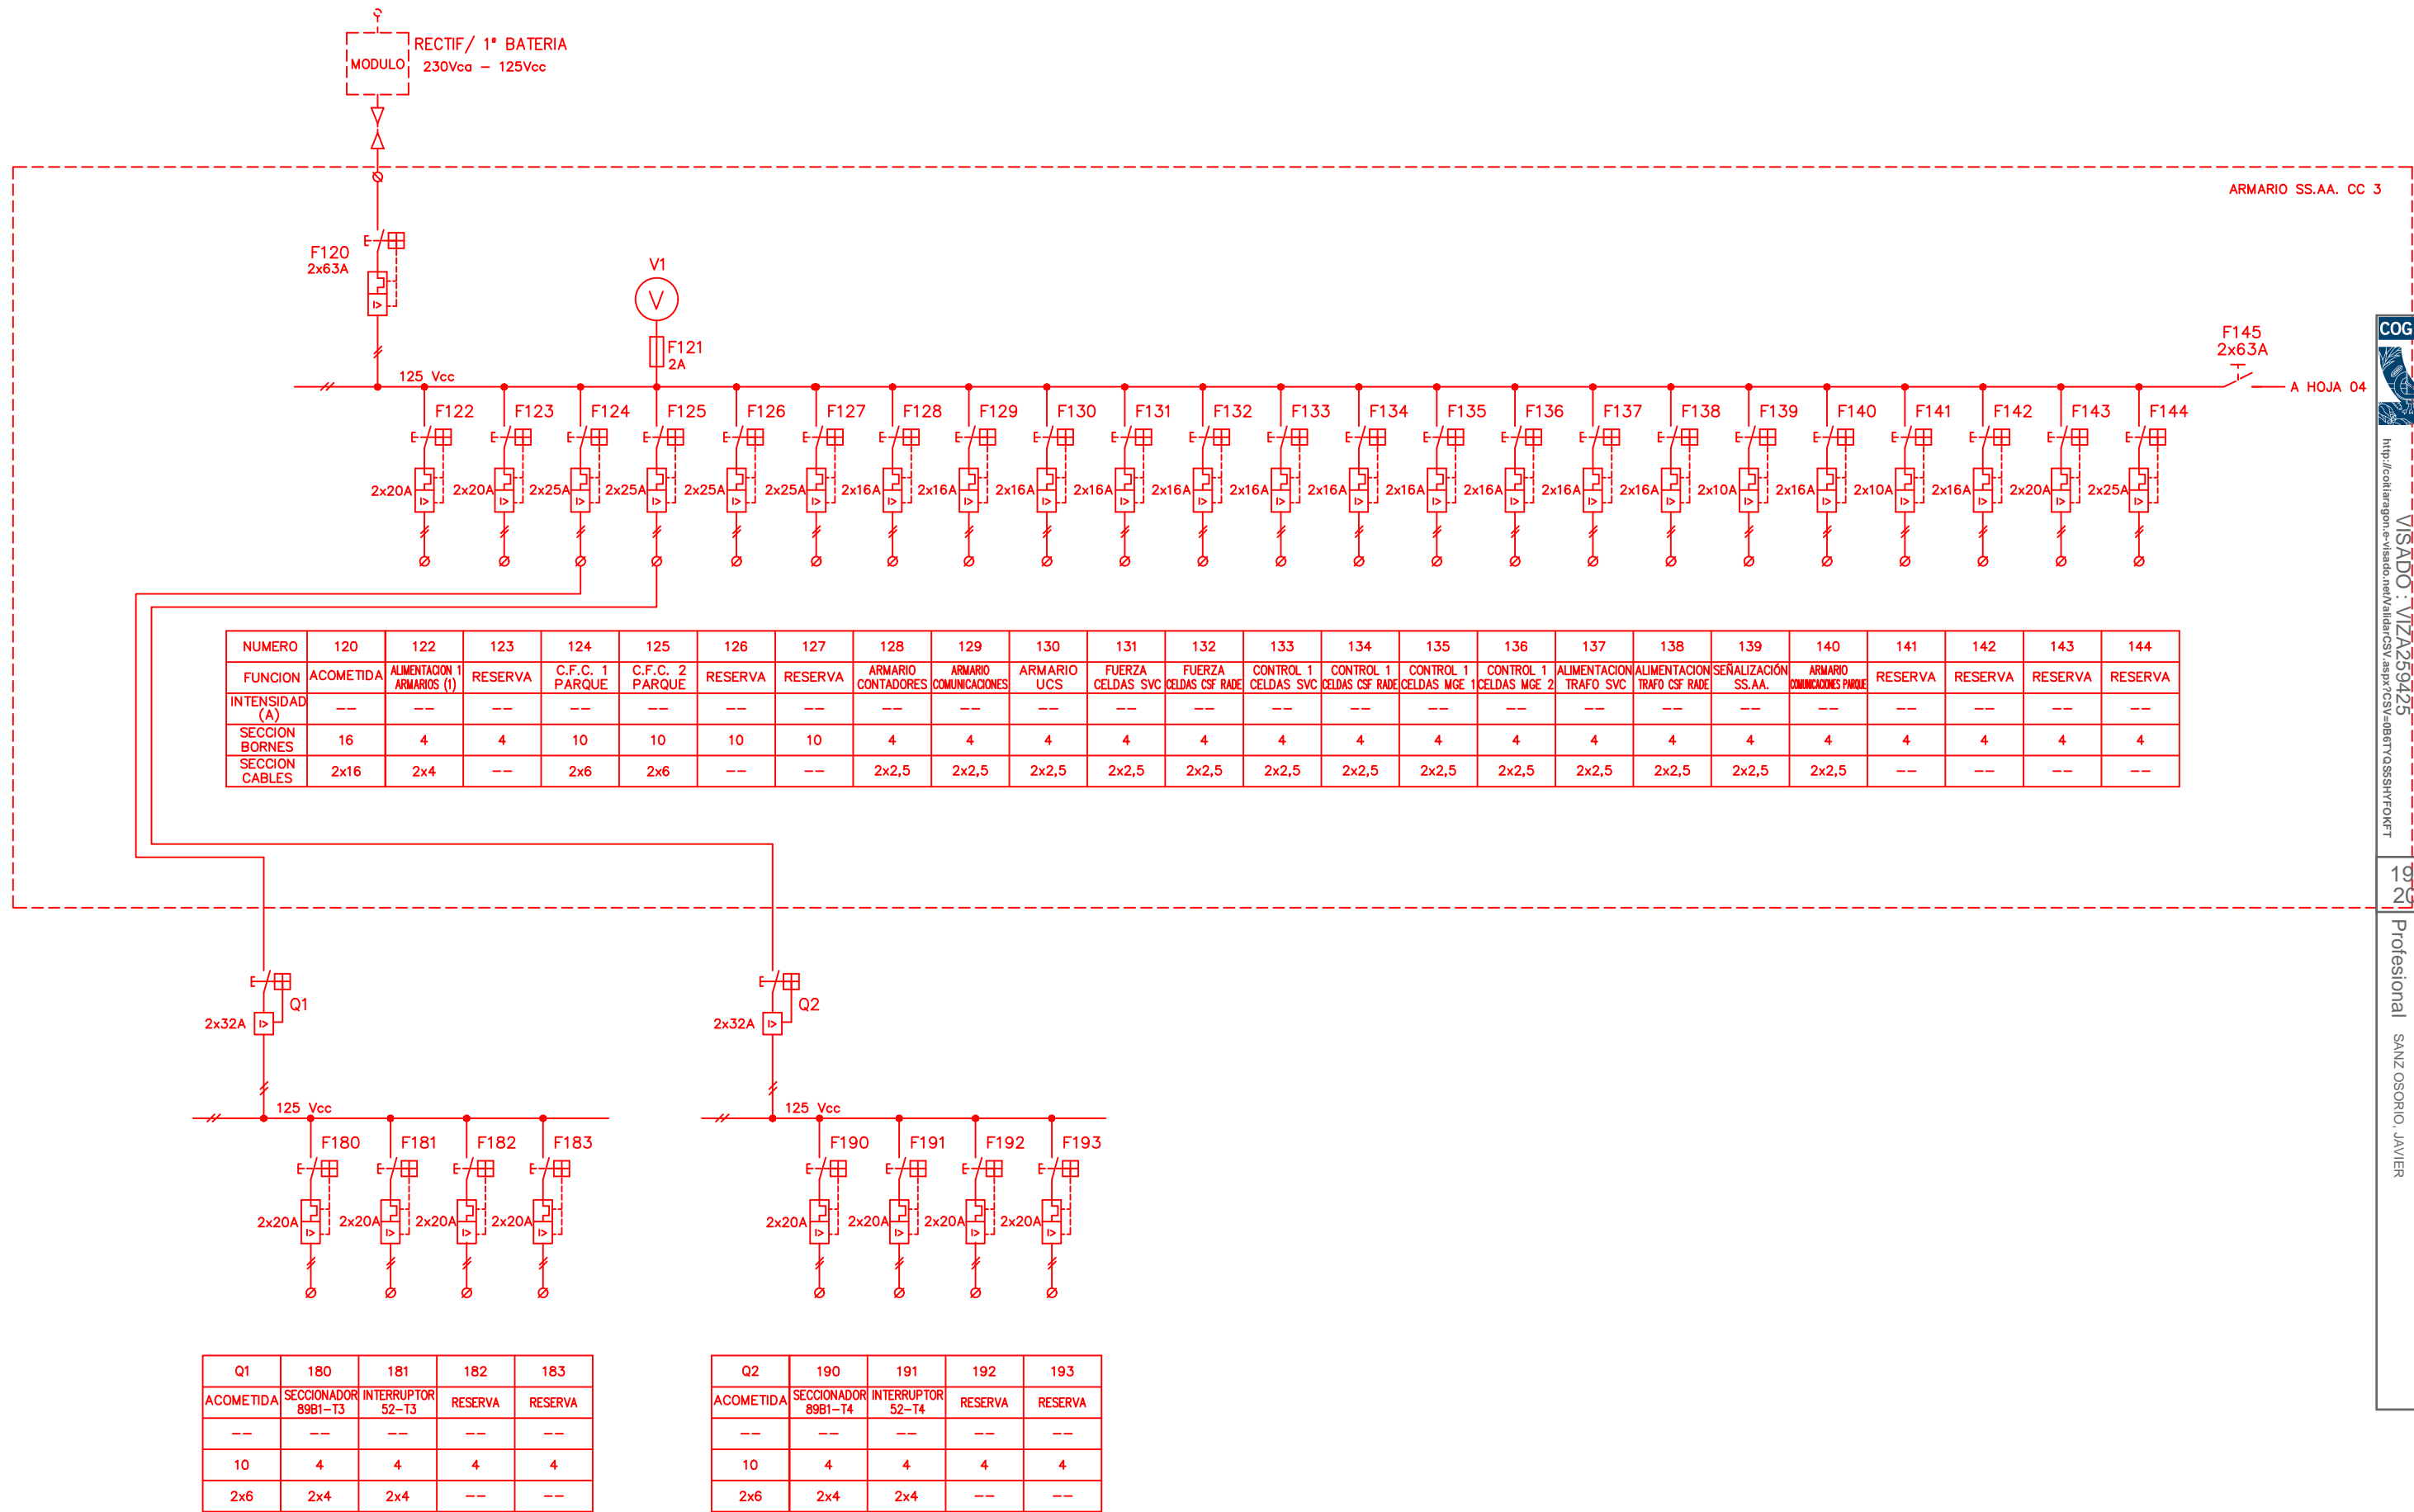 RECTIF/ 1ª BATERIA
MODULO
230Vca – 125Vcc
ARMARIO SS.AA. CC 3
F120
2x63A
V1
V
F121
2A
F145
2x63A
125 Vcc
A HOJA 04
F122 F123 F124 F125 F126 F127 F128 F129 F130 F131 F132 F133 F134 F135 F136 F137 F138 F139 F140 F141 F142 F143 F144
2x20A 2x20A 2x25A 2x25A 2x25A 2x25A 2x16A 2x16A 2x16A 2x16A 2x16A 2x16A 2x16A 2x16A 2x16A 2x16A 2x16A 2x10A 2x16A 2x10A 2x16A 2x20A 2x25A
I> I> I> I> I> I> I> I> I> I> I> I> I> I> I> I> I> I> I> I> I> I> I> I>
NUMERO 120 122 123 124 125 126 127 128 129 130 131 132 133 134 135 136 137 138 139 140 141 142 143 144
FUNCION ACOMETIDA ALIMENTACION 1 ARMARIOS (1) RESERVA C.F.C. 1 PARQUE C.F.C. 2 PARQUE RESERVA RESERVA ARMARIO CONTADORES ARMARIO COMUNICACIONES ARMARIO UCS FUERZA CELDAS SVC FUERZA CELDAS CSF RADE CONTROL 1 CELDAS SVC CONTROL 1 CELDAS CSF RADE CONTROL 1 CELDAS MGE 1 CONTROL 1 CELDAS MGE 2 ALIMENTACION TRAFO SVC ALIMENTACION TRAFO CSF RADE SEÑALIZACIÓN SS.AA. ARMARIO COMUNICACIONES PARQUE RESERVA RESERVA RESERVA RESERVA
INTENSIDAD (A) -- -- -- -- -- -- -- -- -- -- -- -- -- -- -- -- -- -- -- -- -- -- -- --
SECCION BORNES 16 4 4 10 10 10 10 4 4 4 4 4 4 4 4 4 4 4 4 4 4 4 4 4
SECCION CABLES 2x16 2x4 -- 2x6 2x6 -- -- 2x2,5 2x2,5 2x2,5 2x2,5 2x2,5 2x2,5 2x2,5 2x2,5 2x2,5 2x2,5 2x2,5 2x2,5 2x2,5 -- -- -- --
Q1
2x32A
I>
125 Vcc
F180 F181 F182 F183
2x20A 2x20A 2x20A 2x20A
I> I> I> I>
Q1 180 181 182 183
ACOMETIDA SECCIONADOR 89B1-T3 INTERRUPTOR 52-T3 RESERVA RESERVA
-- -- -- -- --
10 4 4 4 4
2x6 2x4 2x4 -- --
Q2
2x32A
I>
125 Vcc
F190 F191 F192 F193
2x20A 2x20A 2x20A 2x20A
I> I> I> I>
Q2 190 191 192 193
ACOMETIDA SECCIONADOR 89B1-T4 INTERRUPTOR 52-T4 RESERVA RESERVA
-- -- -- -- --
10 4 4 4 4
2x6 2x4 2x4 -- --
COG
VISADO : VIZA259425
http://coitiaragon.e-visado.net/ValidarCSV.aspx?CSV=0B6TYQS5SHYFOKFT
19
20
Profesional
SANZ OSORIO, JAVIER